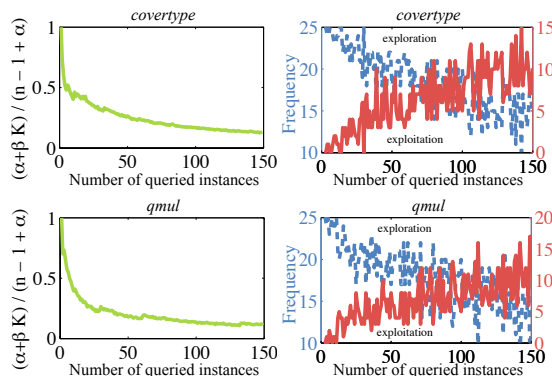 covertype
(α+β K) / (n − 1 + α)
1
0.5
0
0 50 100 150
Number of queried instances
covertype
Frequency
25
20
15
10
exploration
exploitation
15
10
5
0
0 50 100 150
Number of queried instances
qmul
(α+β K) / (n − 1 + α)
1
0.5
0
0 50 100 150
Number of queried instances
qmul
Frequency
25
20
15
10
exploration
exploitation
20
15
10
5
0
0 50 100 150
Number of queried instances